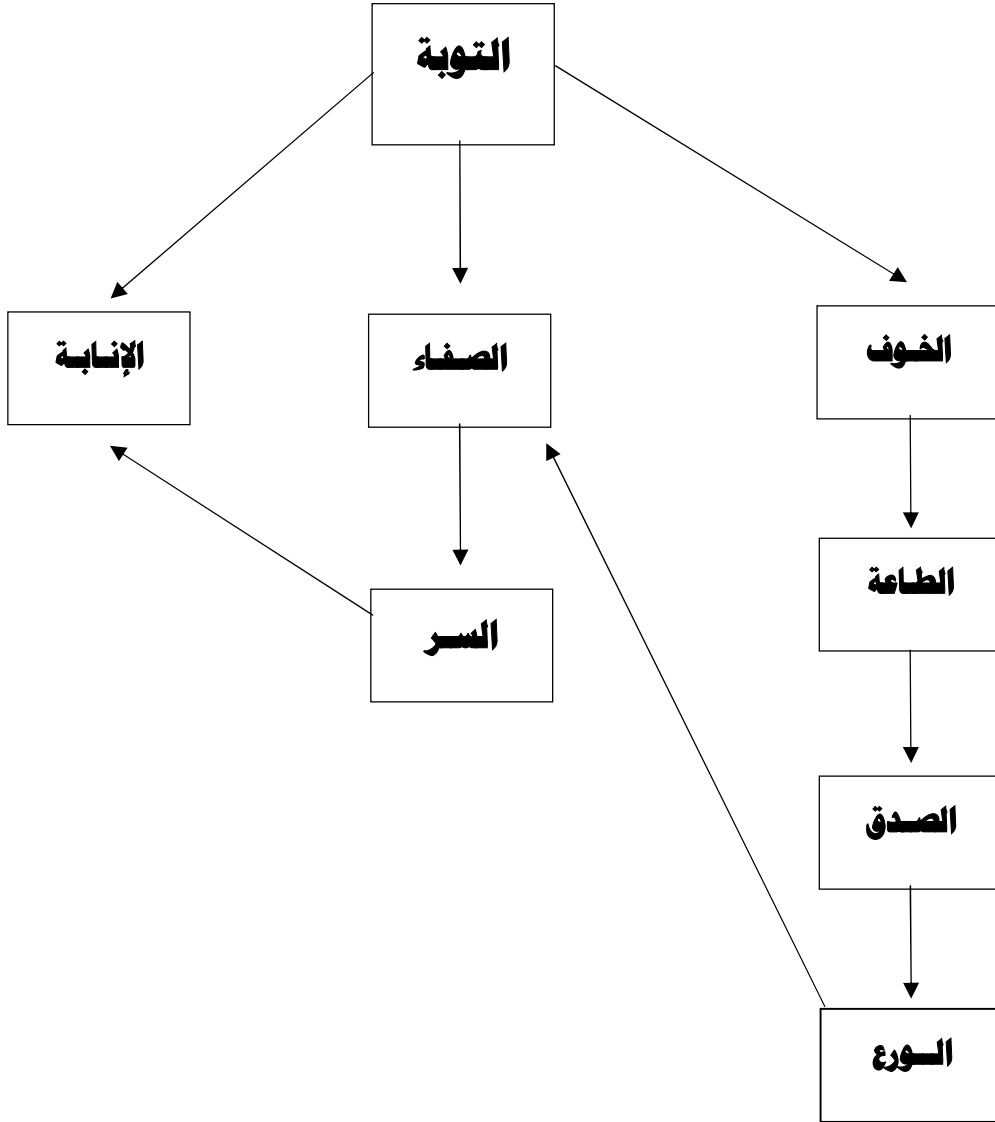 التوبة
الخوف
الصفاء
الإنابة
الطاعة
السر
الصدق
الورع